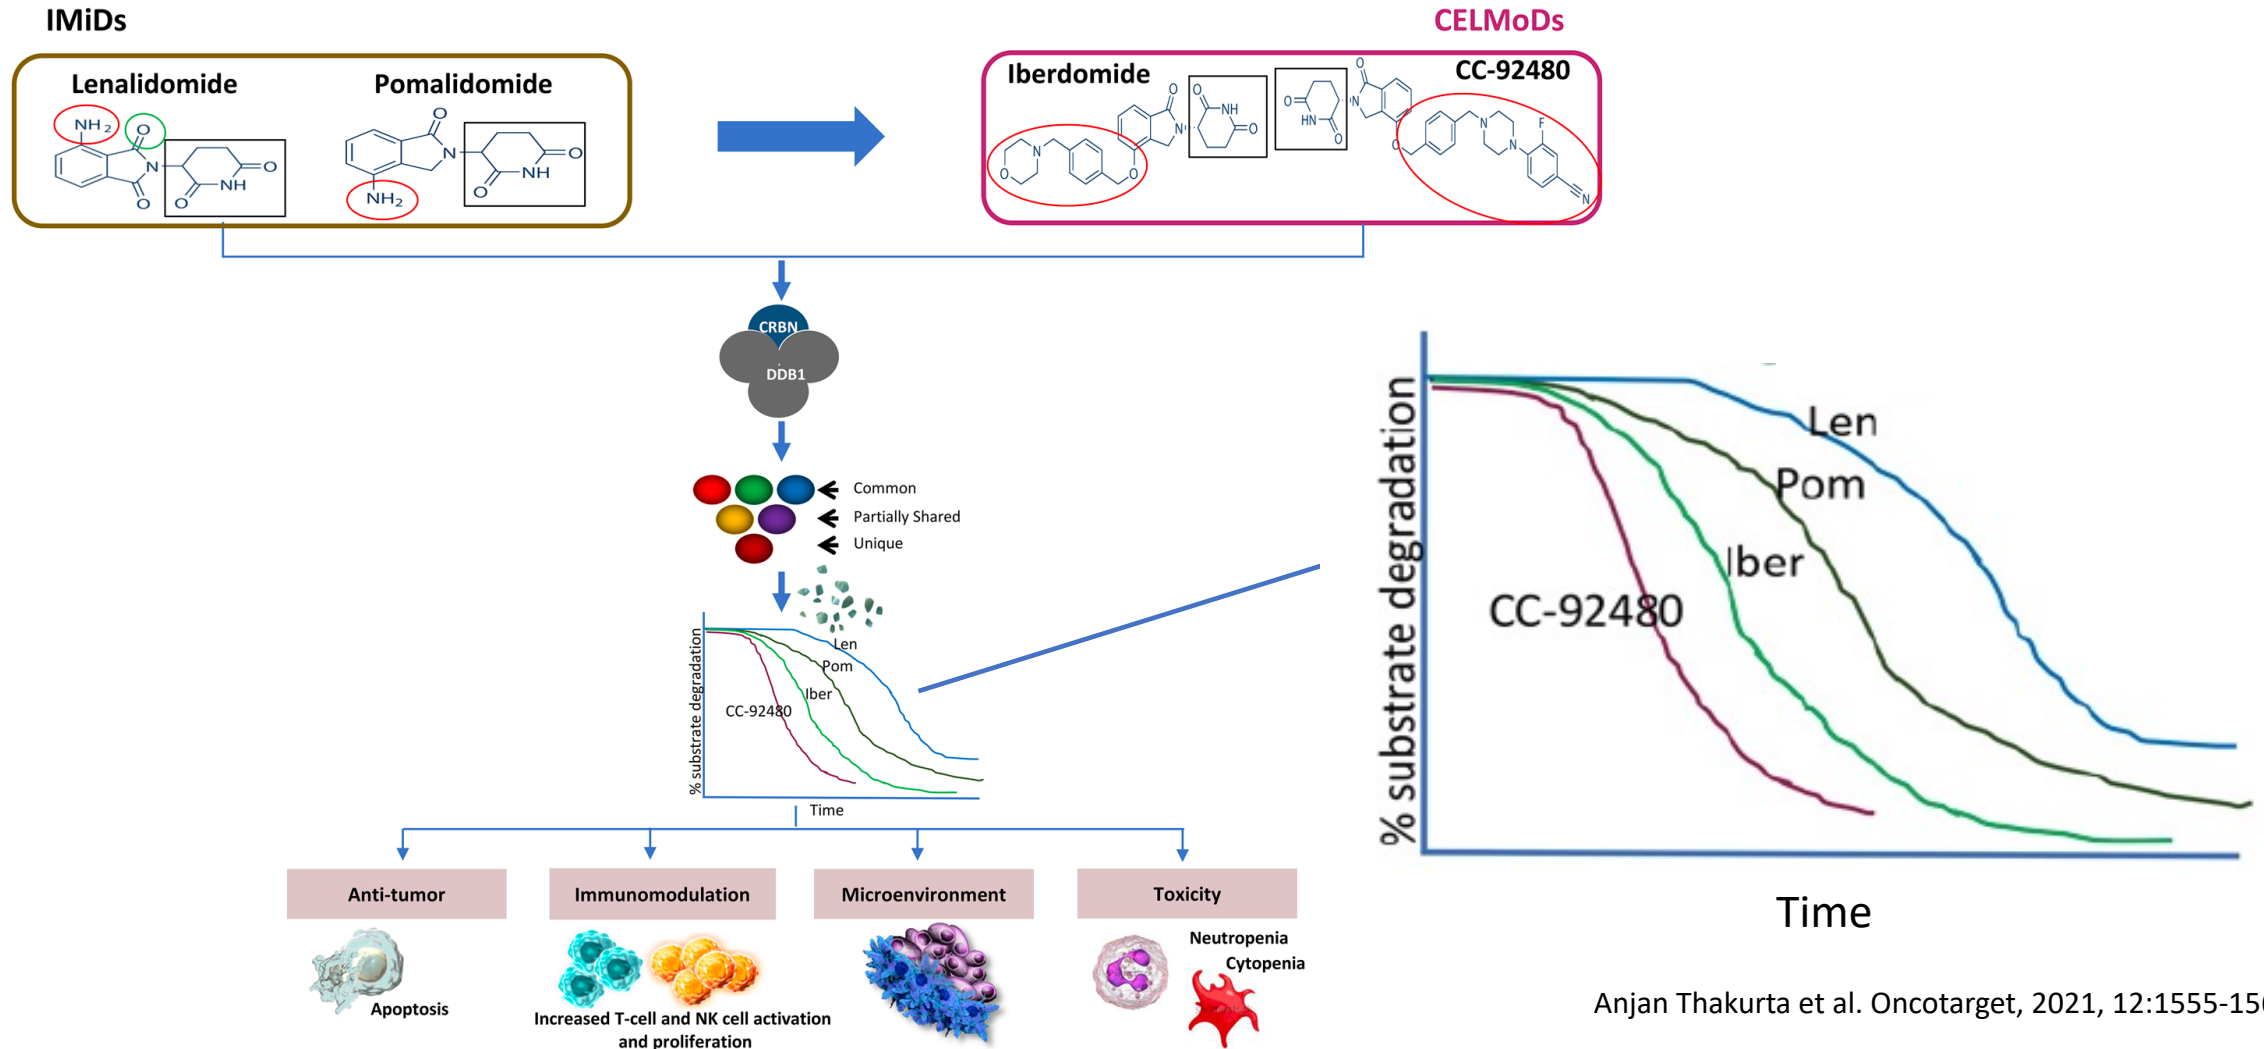 IMiDs
CELMoDs
Lenalidomide
Pomalidomide
Iberdomide
CC-92480
NH2
O
O
N
O
NH
O
O
N
O
NH
O
NH2
O
N
O
NH
O
N
O
O
O
N
O
HN
O
O
N
N
F
N
CRBN
DDB1
Common
Partially Shared
Unique
% substrate degradation
Len
Pom
Iber
CC-92480
Time
% substrate degradation
Len
Pom
Iber
CC-92480
Time
Anti-tumor
Immunomodulation
Microenvironment
Toxicity
Apoptosis
Increased T-cell and NK cell activation
and proliferation
Neutropenia
Cytopenia
Anjan Thakurta et al. Oncotarget, 2021, 12:1555-15